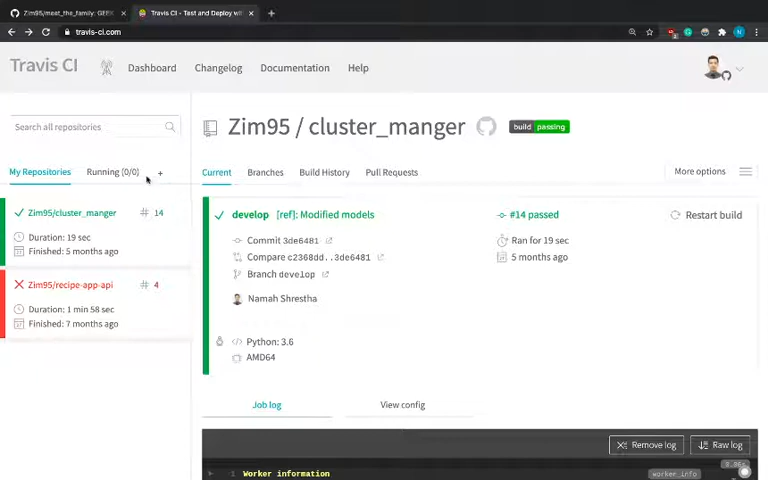 Zim95/meet_the_family: GEEK
Travis CI - Test and Deploy wi
travis-ci.com
Travis CI
Dashboard
Changelog
Documentation
Help
Search all repositories
Zim95 / cluster_manger
build passing
My Repositories
Running (0/0)
+
Current
Branches
Build History
Pull Requests
More options
Zim95/cluster_manger
# 14
Duration: 19 sec
Finished: 5 months ago
Zim95/recipe-app-api
# 4
Duration: 1 min 58 sec
Finished: 7 months ago
develop [ref]: Modified models
#14 passed
Restart build
Commit 3de6481
Ran for 19 sec
Compare c2368dd..3de6481
5 months ago
Branch develop
Namah Shrestha
Python: 3.6
AMD64
Job log
View config
Remove log
Raw log
1 Worker information
worker_info